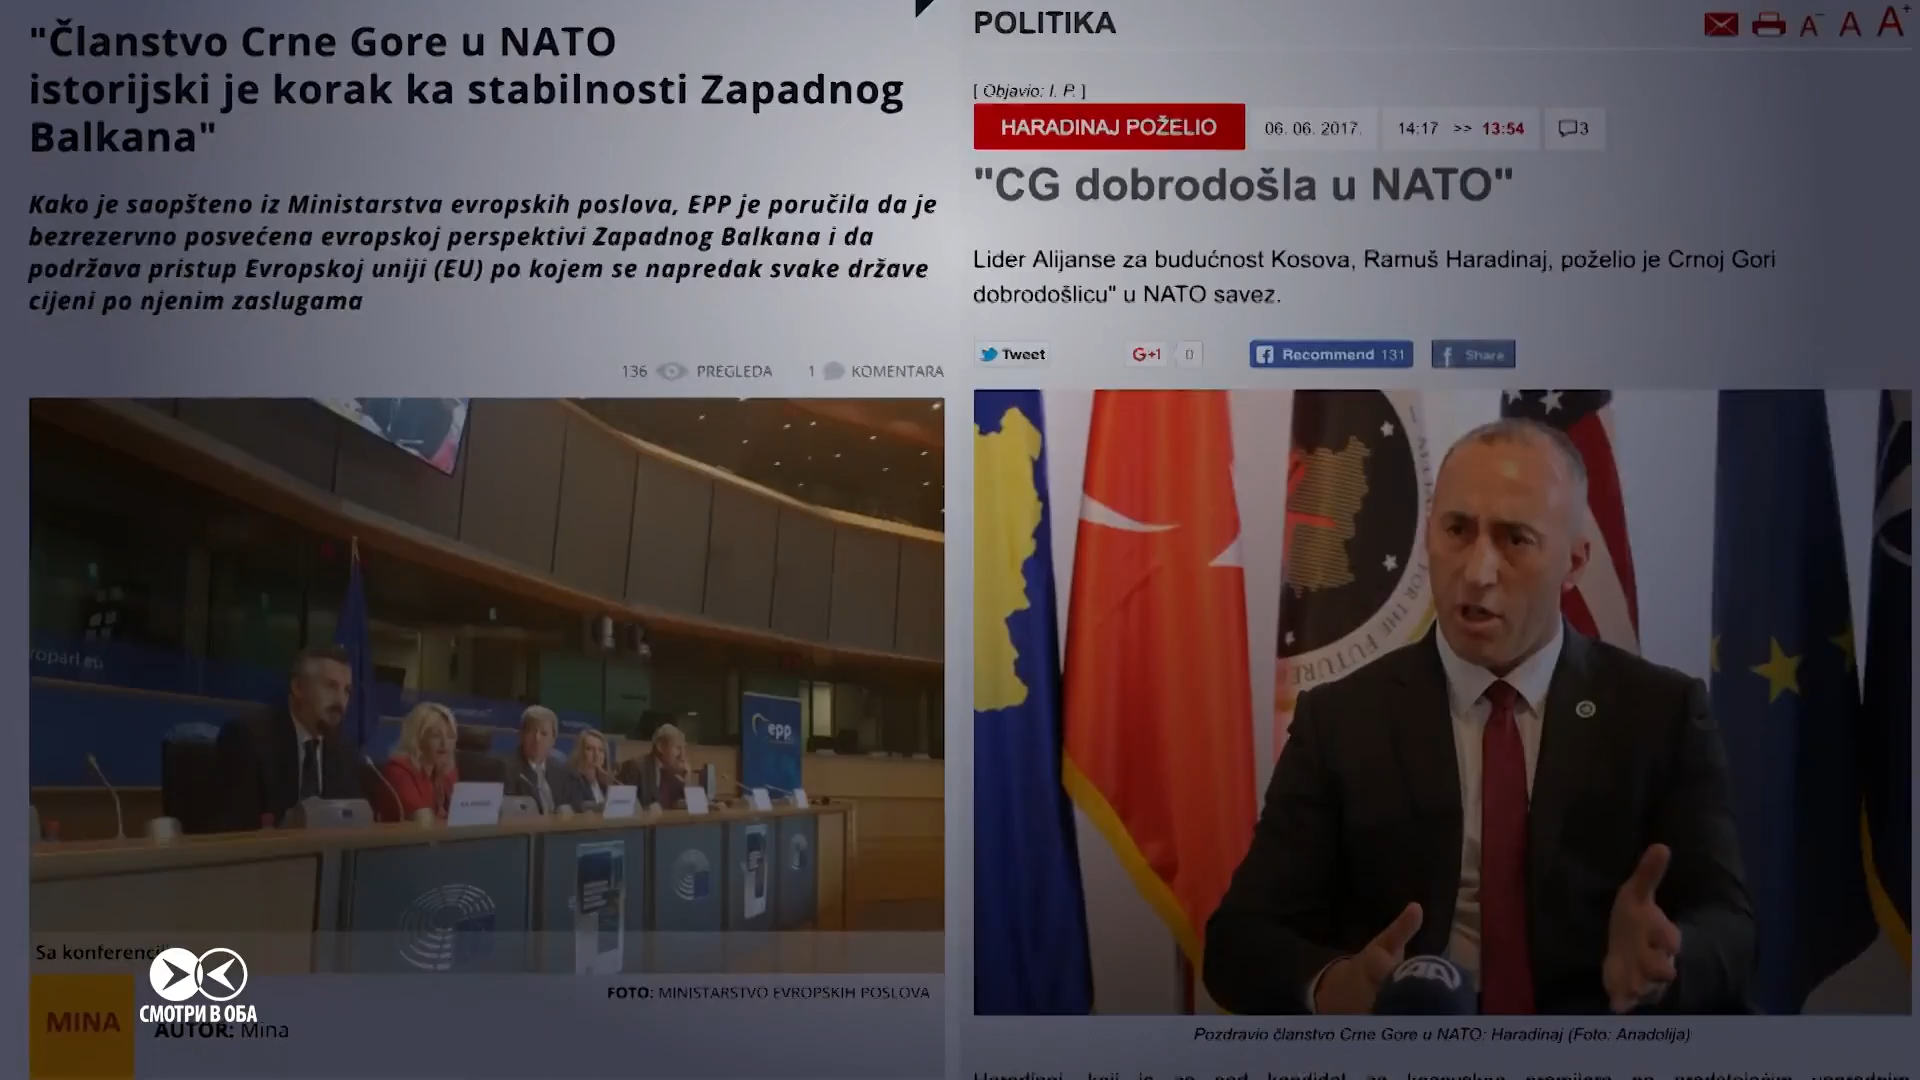 "Članstvo Crne Gore u NATO
istorijski je korak ka stabilnosti Zapadnog
Balkana"
Kako je saopšteno iz Ministarstva evropskih poslova, EPP je poručila da je
bezrezervno posvećena evropskoj perspektivi Zapadnog Balkana i da
podržava pristup Evropskoj uniji (EU) po kojem se napredak svake države
cijeni po njenim zaslugama
136 PREGLEDA 1 KOMENTARA
epp
Sa konferencij
FOTO: MINISTARSTVO EVROPSKIH POSLOVA
MINA
СМОТРИ В ОБА
AUTOR: Mina
POLITIKA
A- A A+
[ Objavio: I. P. ]
HARADINAJ POŽELIO 06. 06. 2017. 14:17 >> 13:54 3
"CG dobrodošla u NATO"
Lider Alijanse za budućnost Kosova, Ramuš Haradinaj, poželio je Crnoj Gori
dobrodošlicu" u NATO savez.
Tweet G+1 0 Recommend 131 Share
FOR THE FUTURE
AA
Pozdravio članstvo Crne Gore u NATO: Haradinaj (Foto: Anadolija)